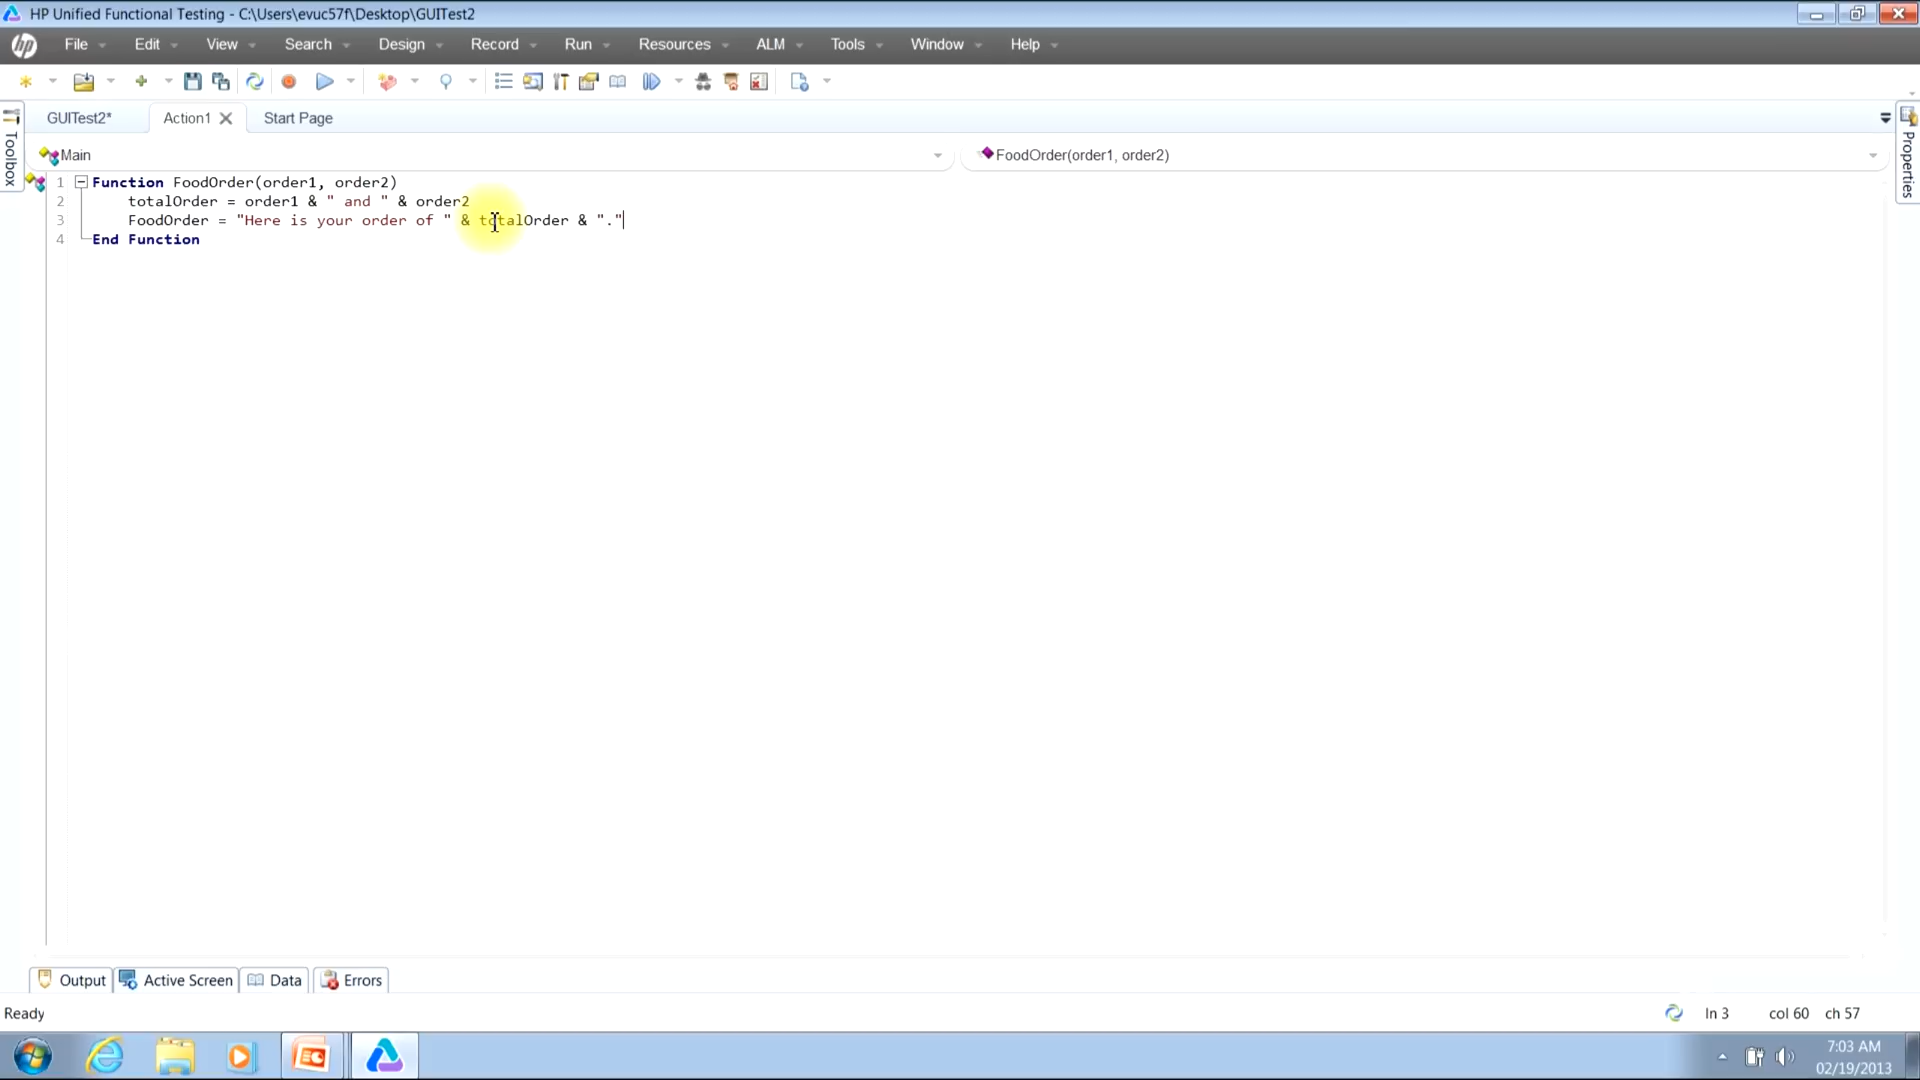 HP Unified Functional Testing - C:\Users\evuc57f\Desktop\GUITest2
hp File Edit View Search Design Record Run Resources ALM Tools Window Help
GUITest2* Action1 Start Page
Toolbox
Properties
Main FoodOrder(order1, order2)
1 Function FoodOrder(order1, order2)
2 totalOrder = order1 & " and " & order2
3 FoodOrder = "Here is your order of " & totalOrder & "."
4 End Function
Output Active Screen Data Errors
Ready ln 3 col 60 ch 57
7:03 AM
02/19/2013